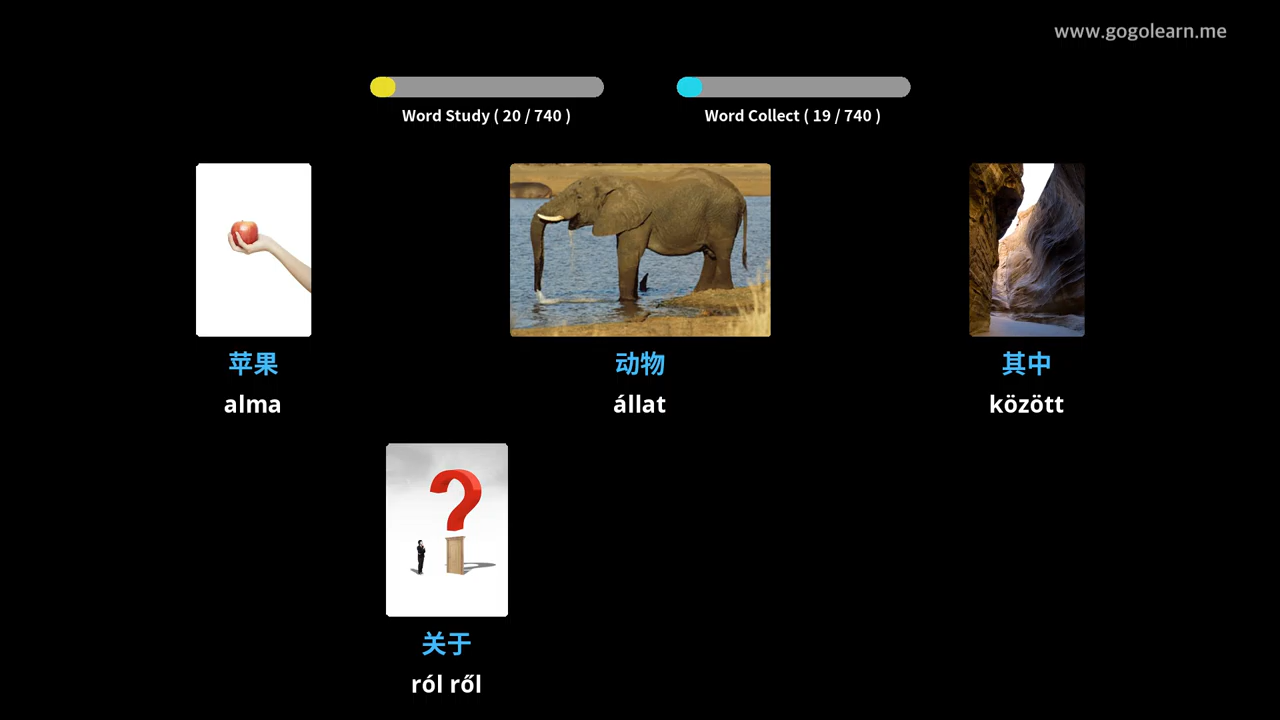 www.gogolearn.me
Word Study ( 20 / 740 )
Word Collect ( 19 / 740 )
苹果
alma
动物
állat
其中
között
关于
ról ről